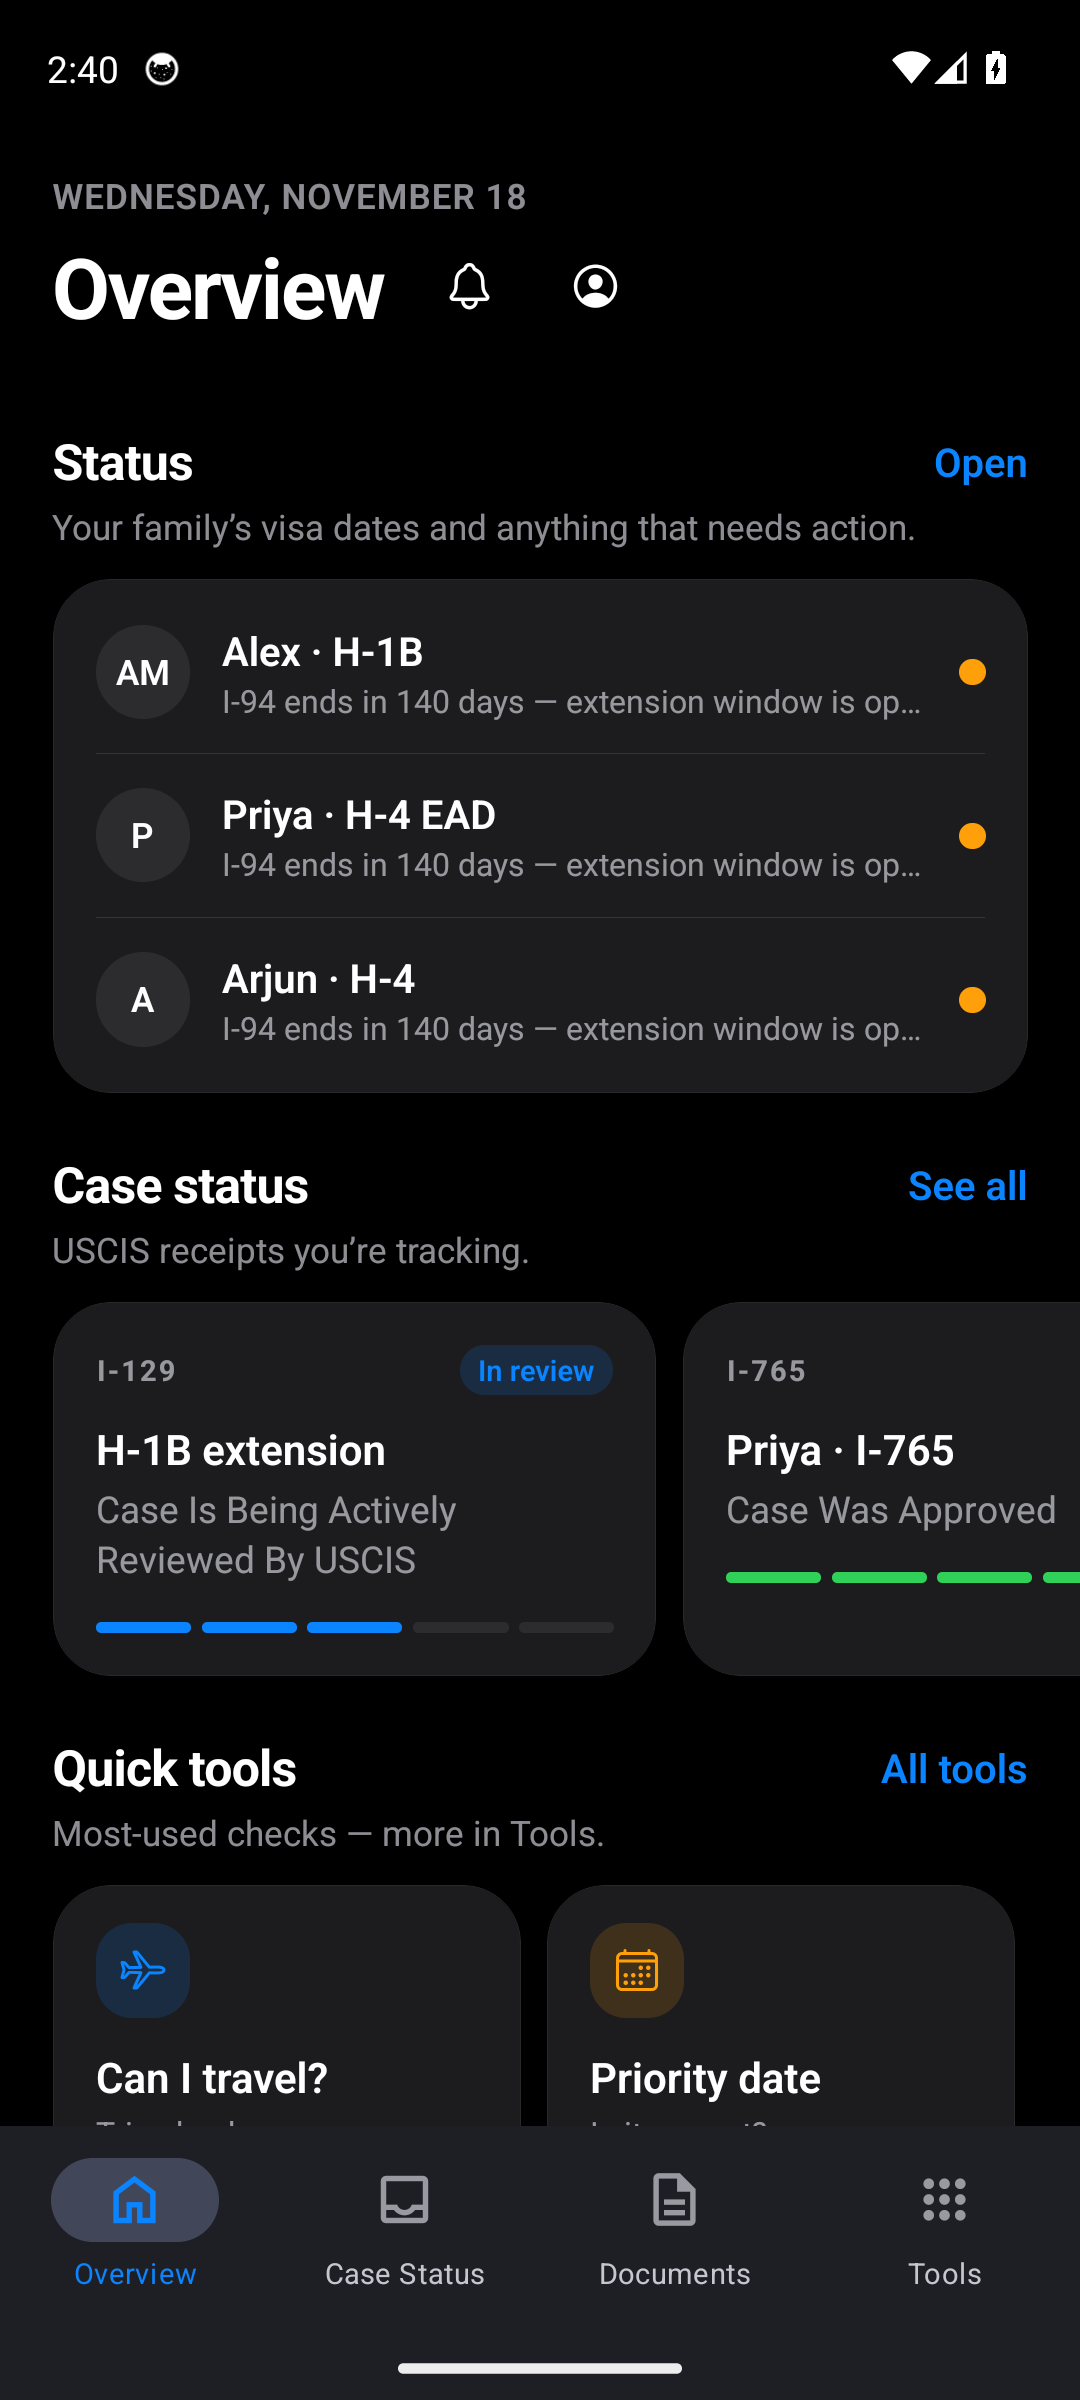 2:40
WEDNESDAY, NOVEMBER 18
Overview
Status
Open
Your family’s visa dates and anything that needs action.
AM
Alex · H-1B
I-94 ends in 140 days — extension window is op…
P
Priya · H-4 EAD
I-94 ends in 140 days — extension window is op…
A
Arjun · H-4
I-94 ends in 140 days — extension window is op…
Case status
See all
USCIS receipts you’re tracking.
I-129
In review
H-1B extension
Case Is Being Actively
Reviewed By USCIS
I-765
Priya · I-765
Case Was Approved
Quick tools
All tools
Most-used checks — more in Tools.
Can I travel?
Priority date
Overview
Case Status
Documents
Tools